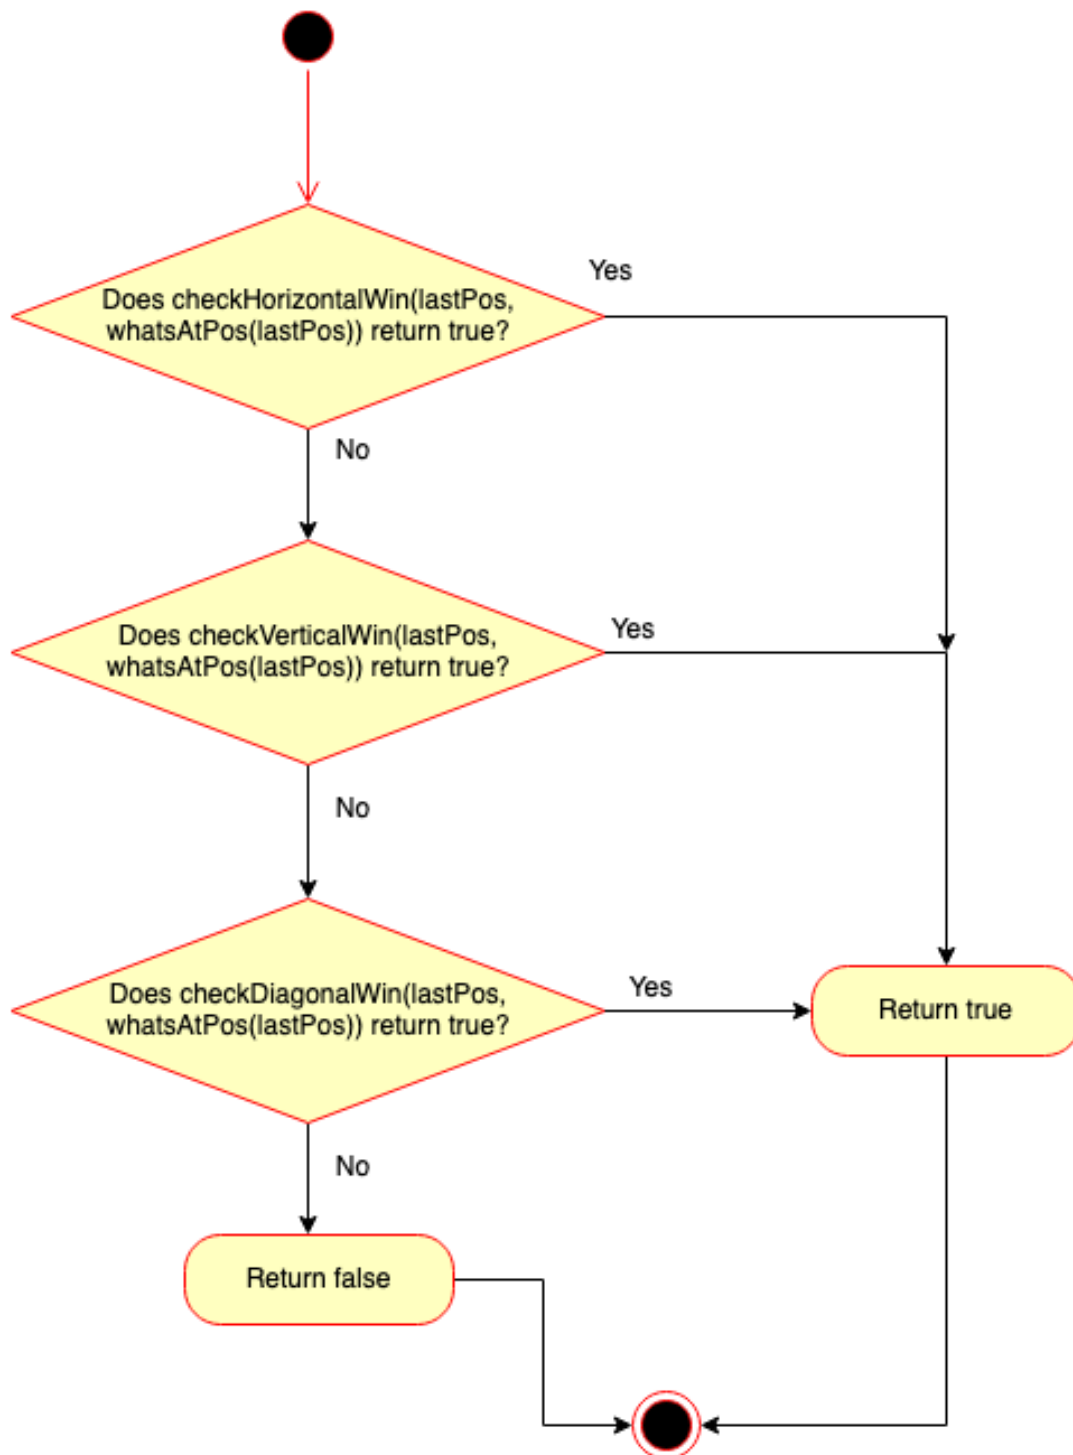 Yes
Does checkHorizontalWin(lastPos,
whatsAtPos(lastPos)) return true?
No
Yes
Does checkVerticalWin(lastPos,
whatsAtPos(lastPos)) return true?
No
Yes
Does checkDiagonalWin(lastPos,
whatsAtPos(lastPos)) return true?
Return true
No
Return false